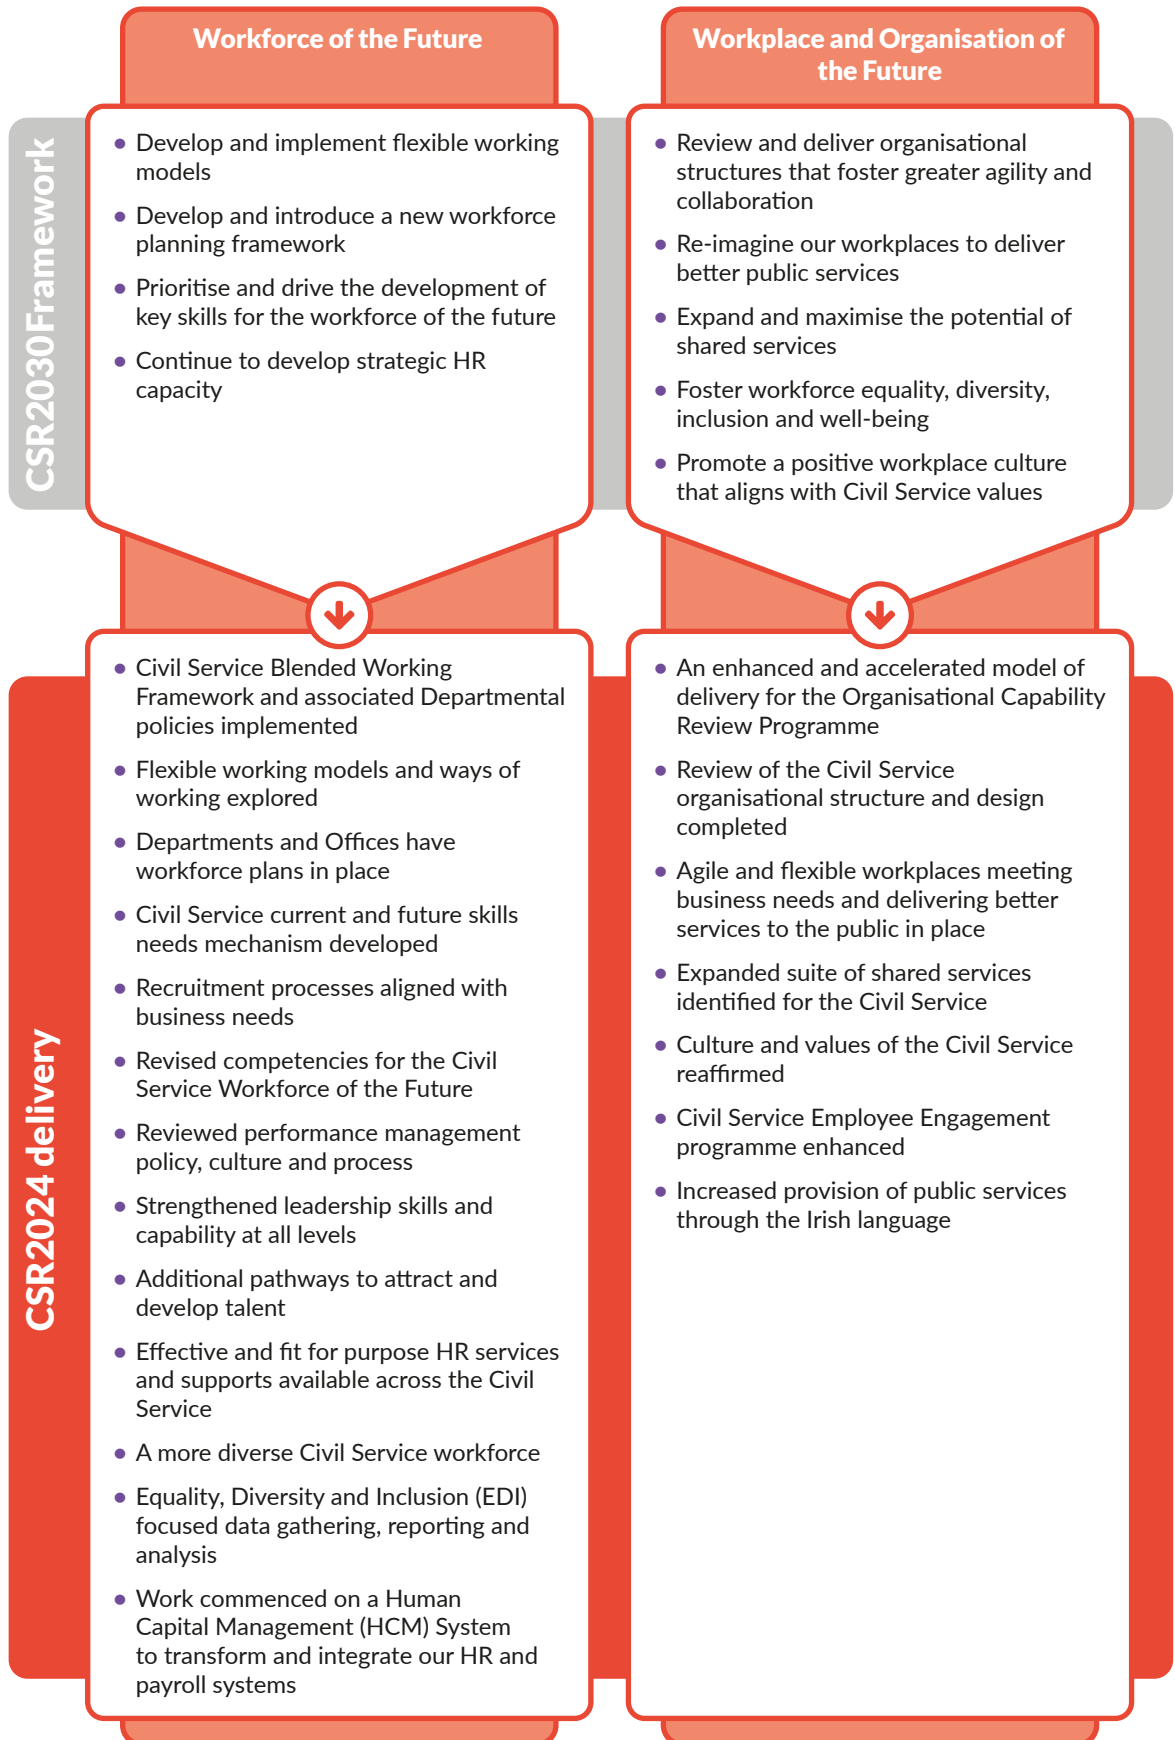 Workforce of the Future
Workplace and Organisation of
the Future
CSR2030Framework
• Develop and implement flexible working
models
• Develop and introduce a new workforce
planning framework
• Prioritise and drive the development of
key skills for the workforce of the future
• Continue to develop strategic HR
capacity
• Review and deliver organisational
structures that foster greater agility and
collaboration
• Re-imagine our workplaces to deliver
better public services
• Expand and maximise the potential of
shared services
• Foster workforce equality, diversity,
inclusion and well-being
• Promote a positive workplace culture
that aligns with Civil Service values
CSR2024 delivery
• Civil Service Blended Working
Framework and associated Departmental
policies implemented
• Flexible working models and ways of
working explored
• Departments and Offices have
workforce plans in place
• Civil Service current and future skills
needs mechanism developed
• Recruitment processes aligned with
business needs
• Revised competencies for the Civil
Service Workforce of the Future
• Reviewed performance management
policy, culture and process
• Strengthened leadership skills and
capability at all levels
• Additional pathways to attract and
develop talent
• Effective and fit for purpose HR services
and supports available across the Civil
Service
• A more diverse Civil Service workforce
• Equality, Diversity and Inclusion (EDI)
focused data gathering, reporting and
analysis
• Work commenced on a Human
Capital Management (HCM) System
to transform and integrate our HR and
payroll systems
• An enhanced and accelerated model of
delivery for the Organisational Capability
Review Programme
• Review of the Civil Service
organisational structure and design
completed
• Agile and flexible workplaces meeting
business needs and delivering better
services to the public in place
• Expanded suite of shared services
identified for the Civil Service
• Culture and values of the Civil Service
reaffirmed
• Civil Service Employee Engagement
programme enhanced
• Increased provision of public services
through the Irish language